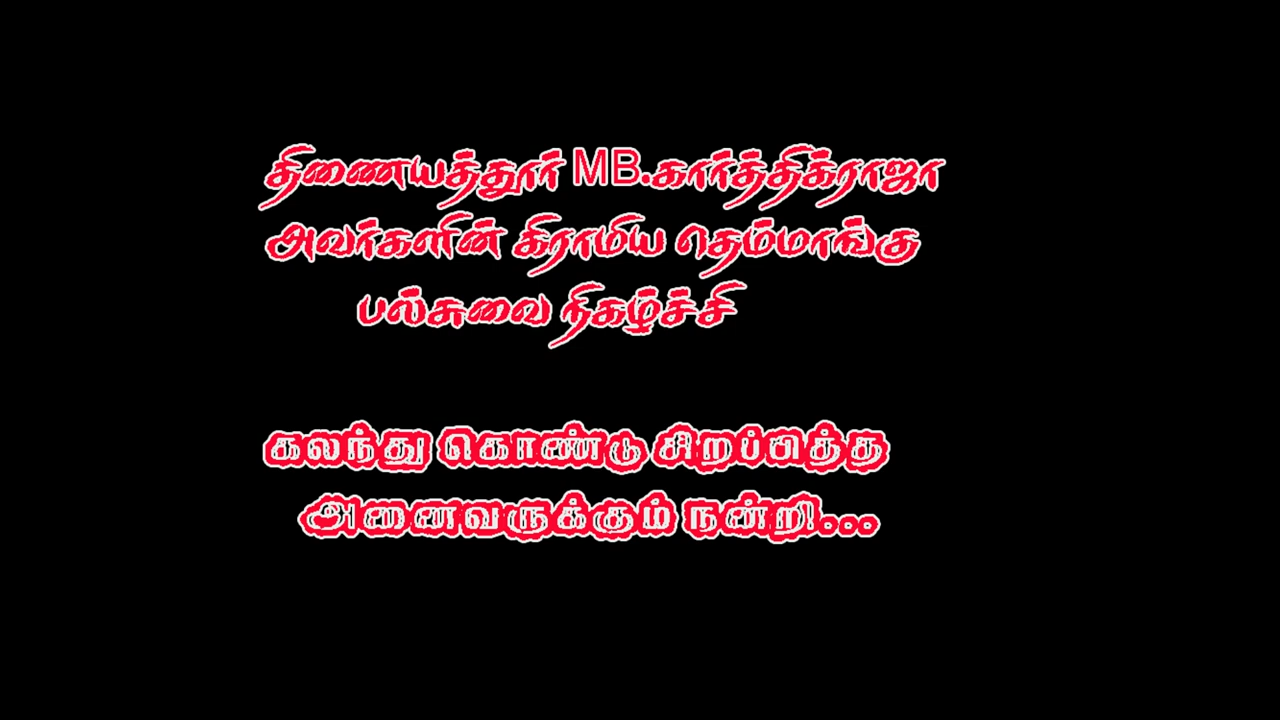 திணையத்தூர் MB.கார்த்திக்ராஜா
அவர்களின் கிராமிய தெம்மாங்கு
பல்சுவை நிகழ்ச்சி
கலந்து கொண்டு சிறப்பித்த
அனைவருக்கும் நன்றி...